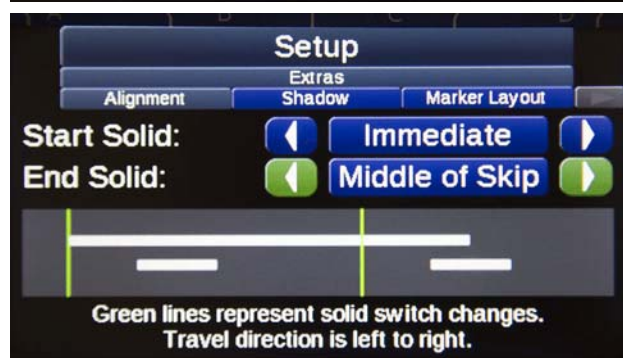 A B C D
Setup
Extras
Alignment Shadow Marker Layout
Start Solid: Immediate
End Solid: Middle of Skip
Green lines represent solid switch changes.
Travel direction is left to right.